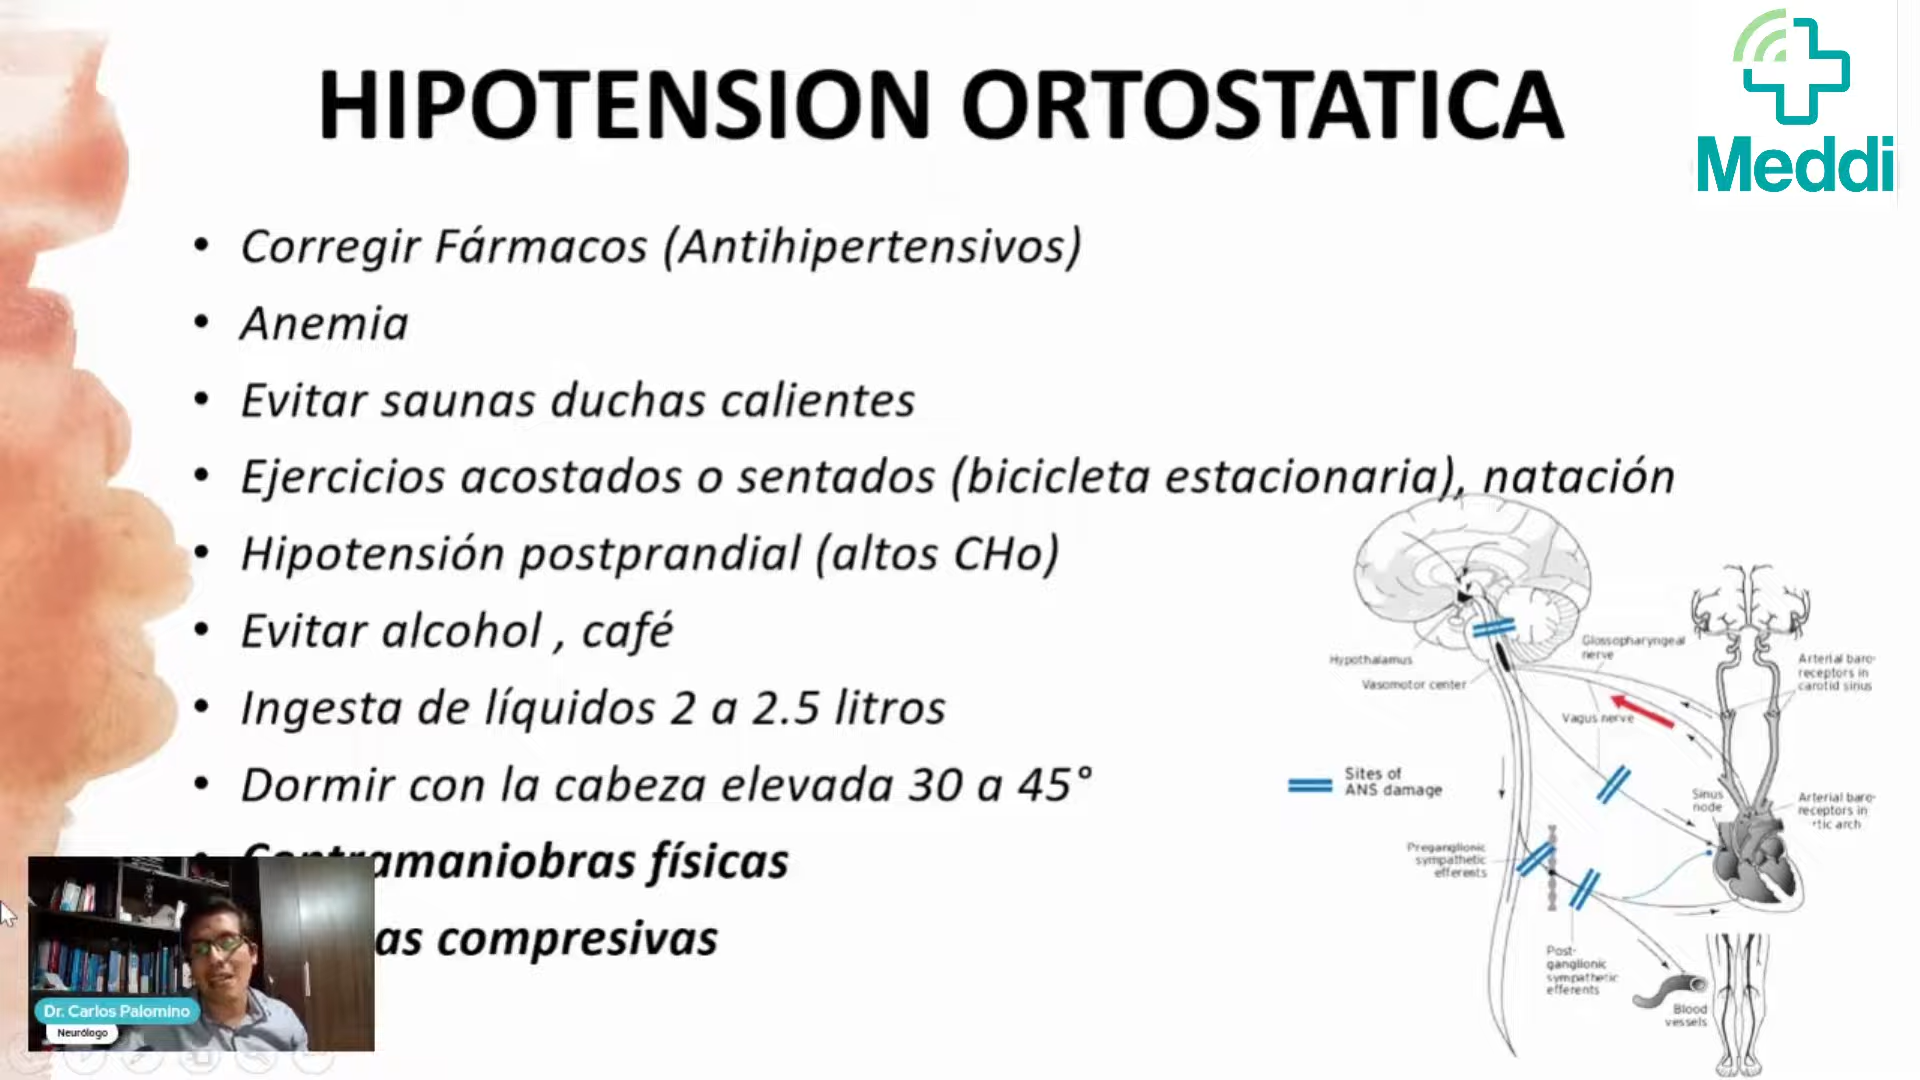 HIPOTENSION ORTOSTATICA
Meddi
• Corregir Fármacos (Antihipertensivos)
• Anemia
• Evitar saunas duchas calientes
• Ejercicios acostados o sentados (bicicleta estacionaria), natación
• Hipotensión postprandial (altos CHo)
• Evitar alcohol , café
• Ingesta de líquidos 2 a 2.5 litros
• Dormir con la cabeza elevada 30 a 45°
• Contramaniobras físicas
as compresivas
Hypothalamus
Vasomotor center
Glossopharyngeal
nerve
Vagus nerve
Arterial baro-
receptors in
carotid sinus
Sites of
ANS damage
Sinus
node
Arterial baro-
receptors in
tic arch
Preganglionic
sympathetic
efferents
Post-
ganglionic
sympathetic
efferents
Blood
vessels
Dr. Carlos Palomino
Neurólogo